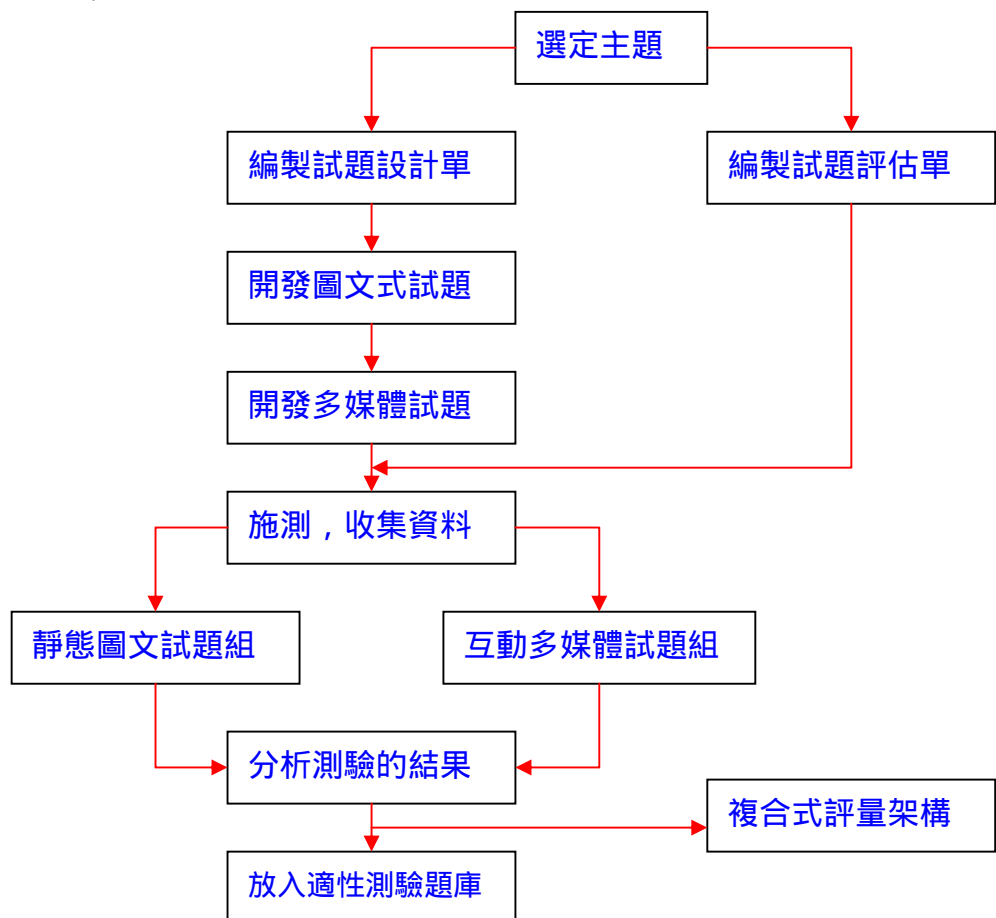 選定主題
編製試題設計單
編製試題評估單
開發圖文式試題
開發多媒體試題
施測，收集資料
靜態圖文試題組
互動多媒體試題組
分析測驗的結果
複合式評量架構
放入適性測驗題庫